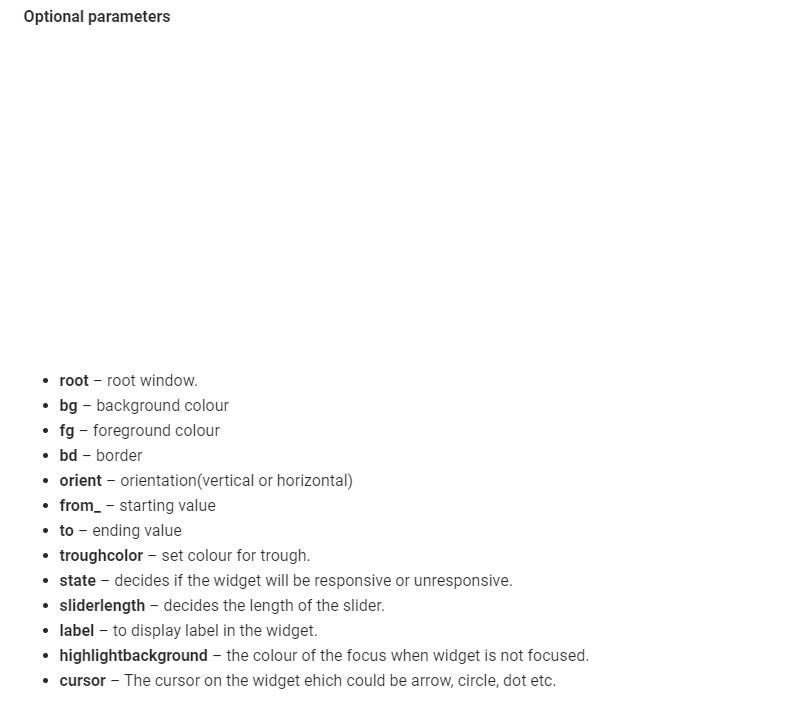 Optional parameters
• root – root window.
• bg – background colour
• fg – foreground colour
• bd – border
• orient – orientation(vertical or horizontal)
• from_ – starting value
• to – ending value
• troughcolor – set colour for trough.
• state – decides if the widget will be responsive or unresponsive.
• sliderlength – decides the length of the slider.
• label – to display label in the widget.
• highlightbackground – the colour of the focus when widget is not focused.
• cursor – The cursor on the widget ehich could be arrow, circle, dot etc.